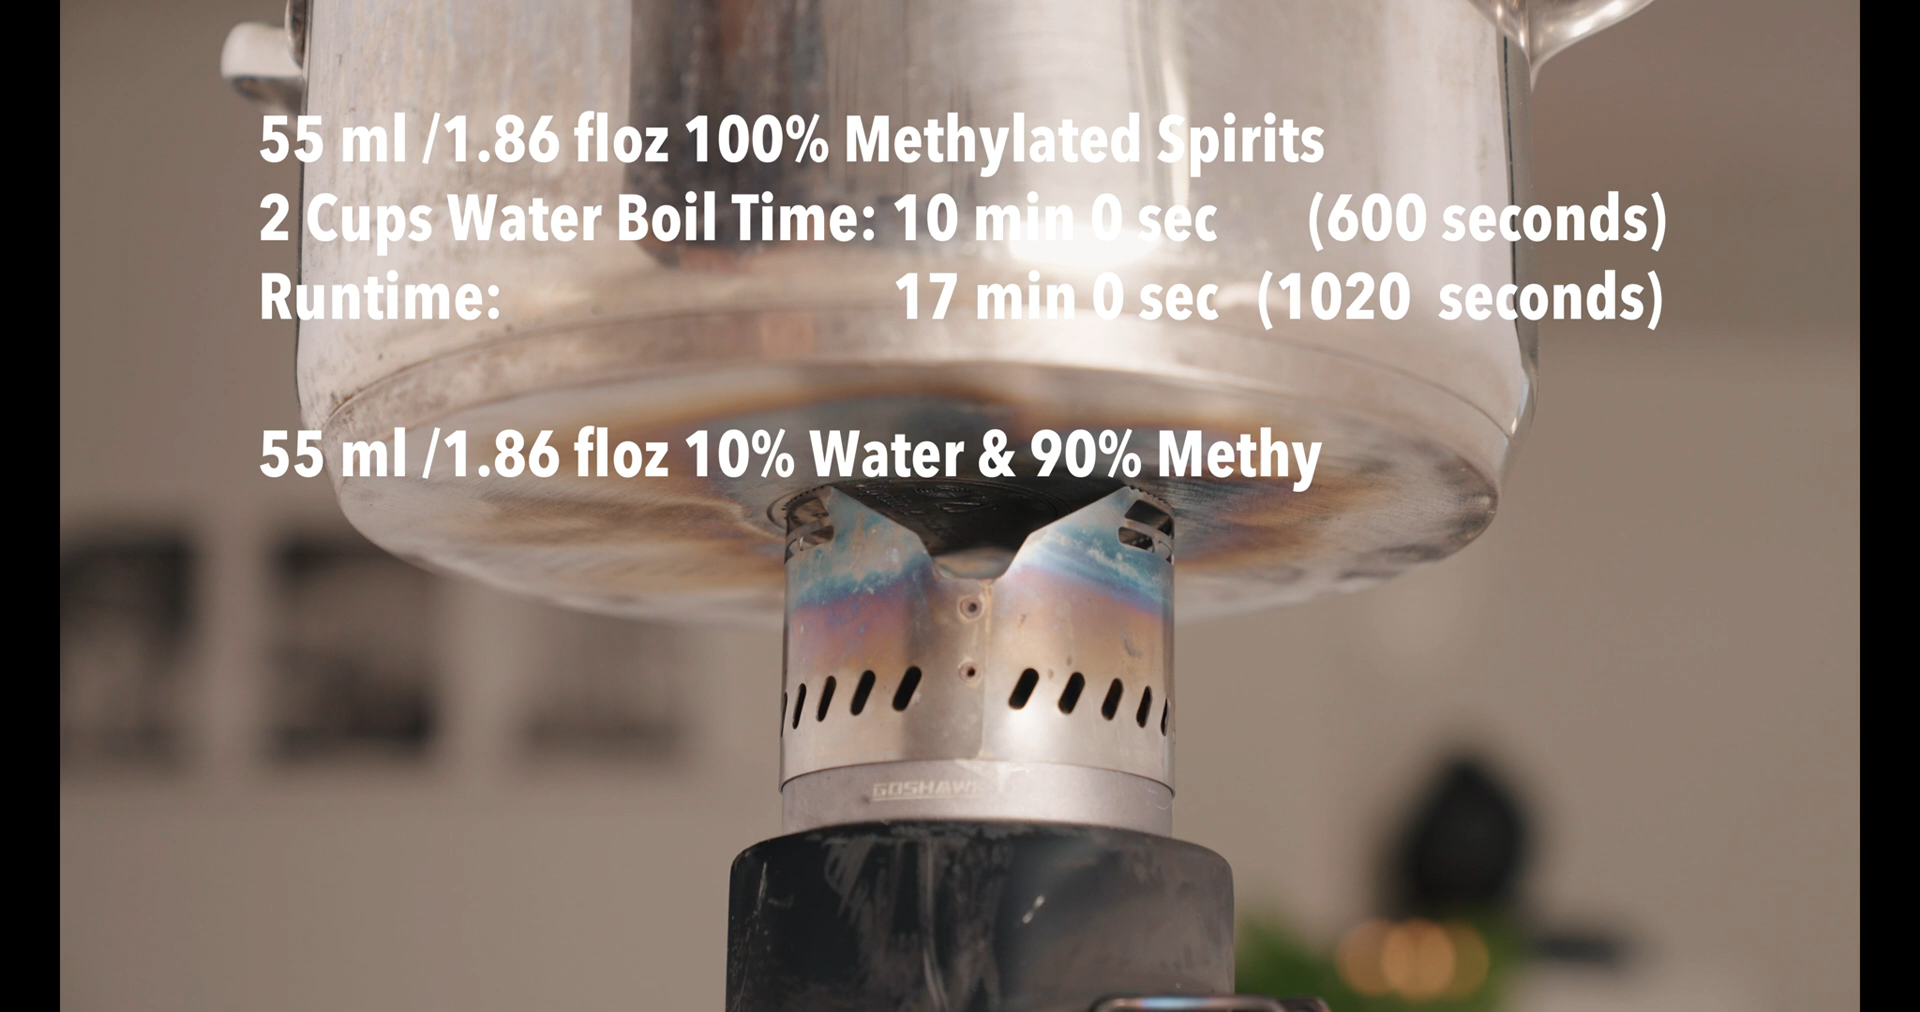 55 ml /1.86 floz 100% Methylated Spirits
2 Cups Water Boil Time: 10 min 0 sec (600 seconds)
Runtime: 17 min 0 sec (1020 seconds)
55 ml /1.86 floz 10% Water & 90% Methy